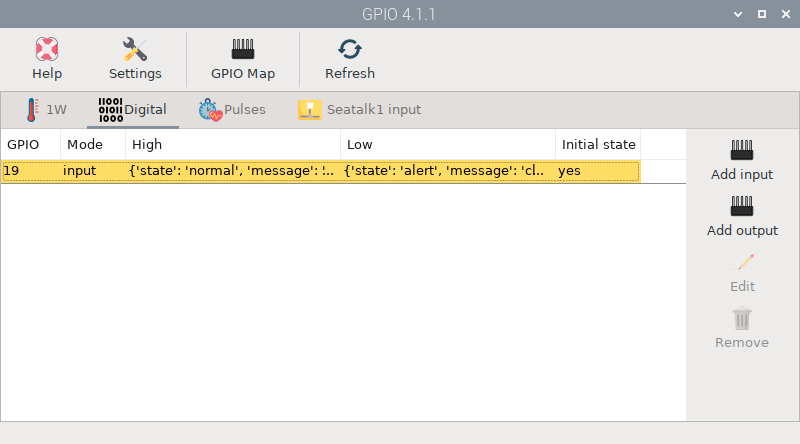 GPIO 4.1.1
Help
Settings
GPIO Map
Refresh
1W
Digital
Pulses
Seatalk1 input
GPIO Mode High Low Initial state
19 input {'state': 'normal', 'message': '... {'state': 'alert', 'message': 'cl... yes
Add input
Add output
Edit
Remove